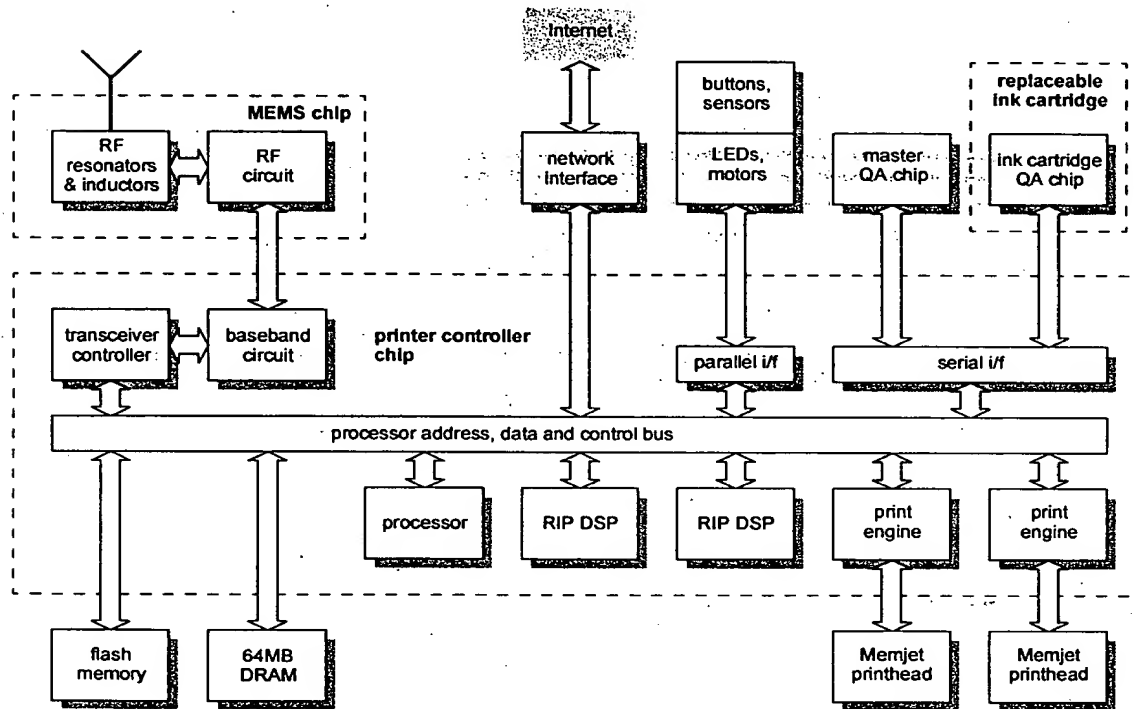 Internet
buttons,
sensors
replaceable
ink cartridge
MEMS chip
RF
resonators
& inductors
RF
circuit
network
Interface
LEDs,
motors
master
QA chip
ink cartridge
QA chip
transceiver
controller
baseband
circuit
printer controller
chip
parallel i/f
serial i/f
processor address, data and control bus
processor
RIP DSP
RIP DSP
print
engine
print
engine
flash
memory
64MB
DRAM
Memjet
printhead
Memjet
printhead